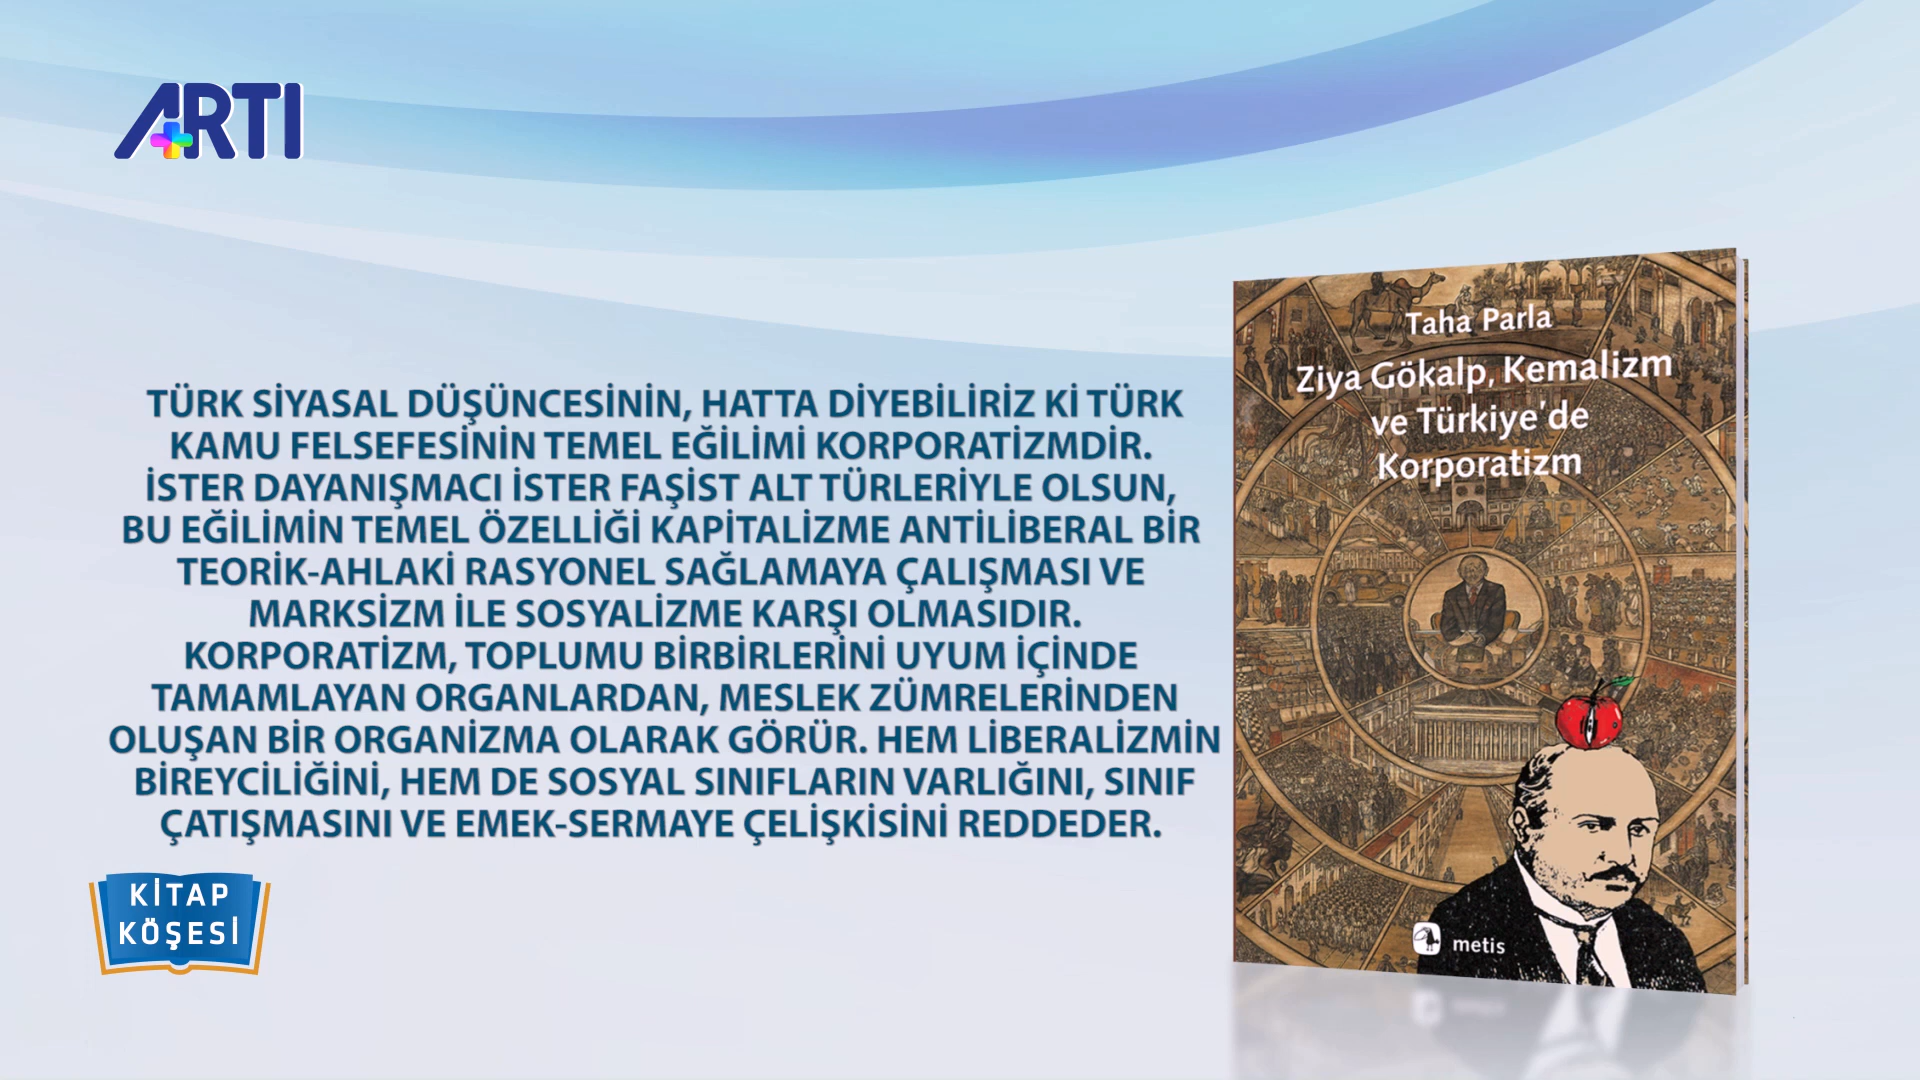 ARTI
TÜRK SİYASAL DÜŞÜNCESİNİN, HATTA DİYEBİLİRİZ Kİ TÜRK
KAMU FELSEFESİNİN TEMEL EĞİLİMİ KORPORATİZMDİR.
İSTER DAYANIŞMACI İSTER FAŞİST ALT TÜRLERİYLE OLSUN,
BU EĞİLİMİN TEMEL ÖZELLİĞİ KAPİTALİZME ANTİLİBERAL BİR
TEORİK-AHLAKİ RASYONEL SAĞLAMAYA ÇALIŞMASI VE
MARKSİZM İLE SOSYALİZME KARŞI OLMASIDIR.
KORPORATİZM, TOPLUMU BİRBİRLERİNİ UYUM İÇİNDE
TAMAMLAYAN ORGANLARDAN, MESLEK ZÜMRELERİNDEN
OLUŞAN BİR ORGANİZMA OLARAK GÖRÜR. HEM LİBERALİZMİN
BİREYCİLİĞİNİ, HEM DE SOSYAL SINIFLARIN VARLIĞINI, SINIF
ÇATIŞMASINI VE EMEK-SERMAYE ÇELİŞKİSİNİ REDDEDER.
KİTAP
KÖŞESİ
Taha Parla
Ziya Gökalp, Kemalizm
ve Türkiye'de
Korporatizm
metis